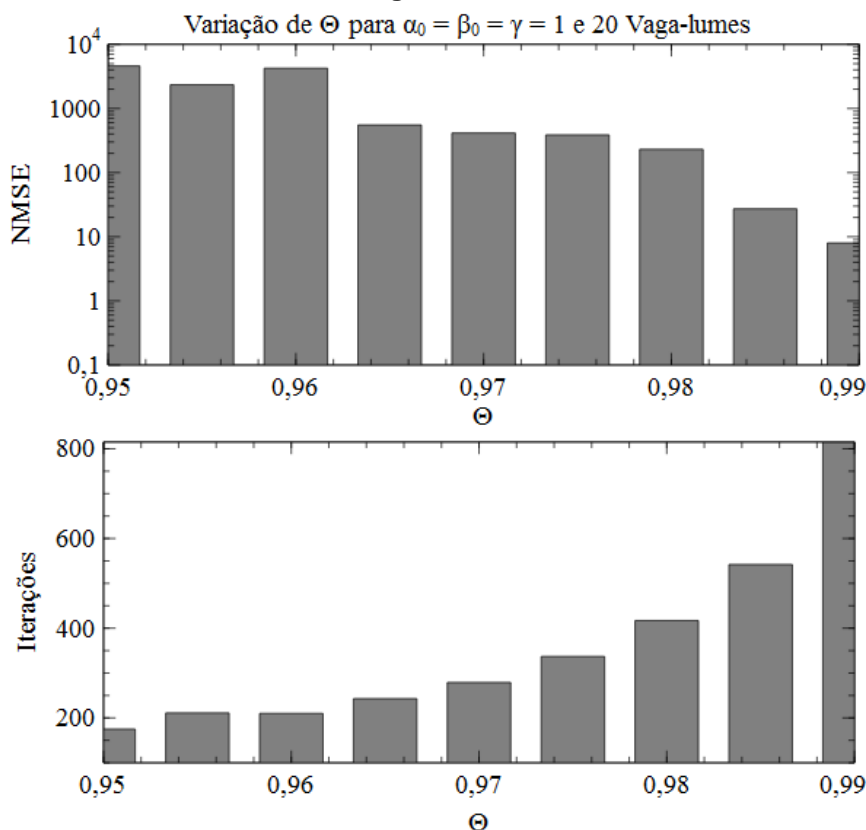 Variação de Θ para α₀ = β₀ = γ = 1 e 20 Vaga-lumes
10⁴
1000
100
10
1
0,1
NMSE
0,95 0,96 0,97 0,98 0,99
Θ
800
600
400
200
Iterações
0,95 0,96 0,97 0,98 0,99
Θ